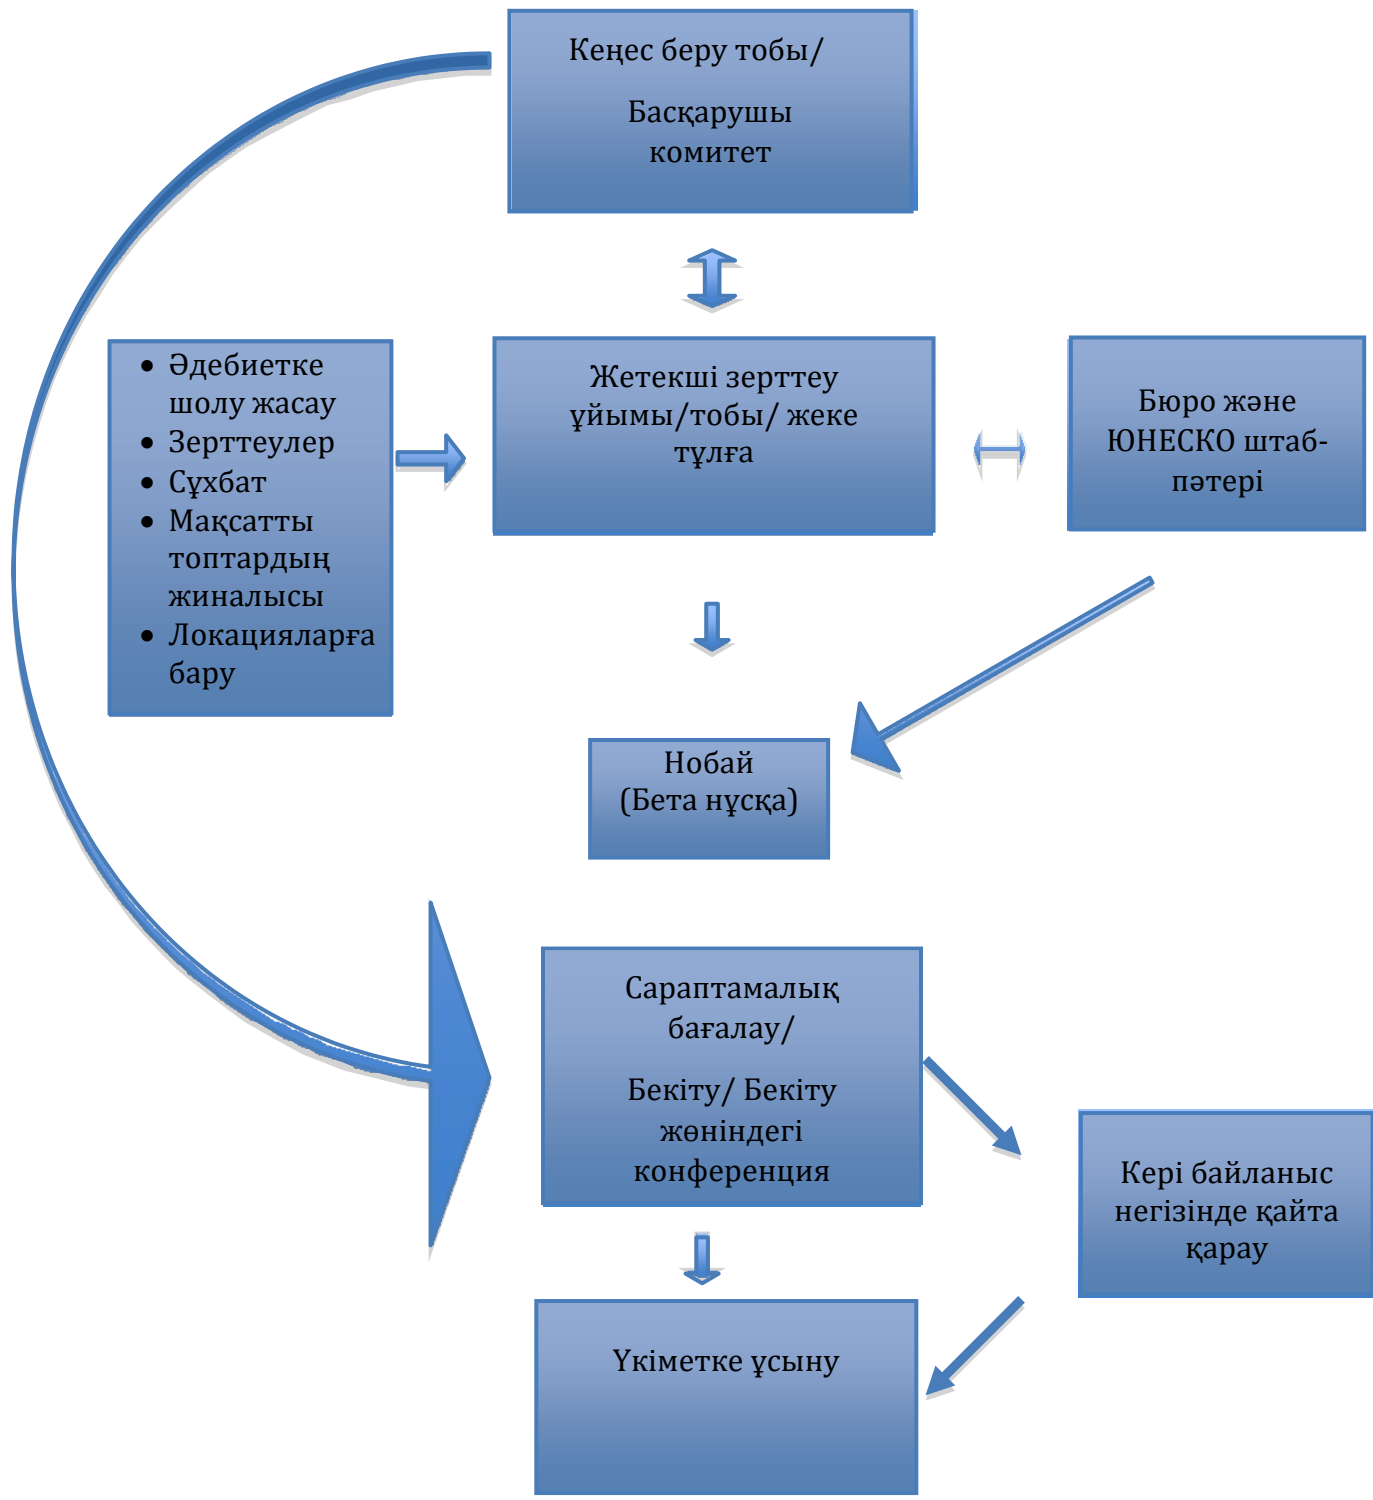 Кеңес беру тобы/
Басқарушы
комитет
• Әдебиетке
шолу жасау
• Зерттеулер
• Сұхбат
• Мақсатты
топтардың
жиналысы
• Локацияларға
бару
Жетекші зерттеу
ұйымы/тобы/ жеке
тұлға
Бюро және
ЮНЕСКО штаб-
пәтері
Нобай
(Бета нұсқа)
Сараптамалық
бағалау/
Бекіту/ Бекіту
жөніндегі
конференция
Кері байланыс
негізінде қайта
қарау
Үкіметке ұсыну